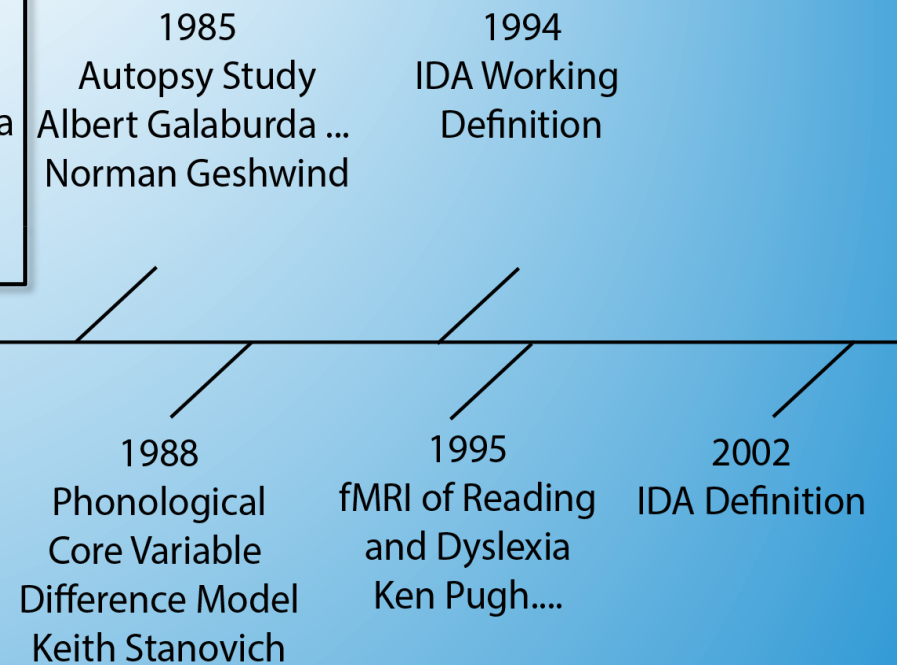 1985
Autopsy Study
Albert Galaburda ...
Norman Geshwind
1994
IDA Working
Definition
a
1988
Phonological
Core Variable
Difference Model
Keith Stanovich
1995
fMRI of Reading
and Dyslexia
Ken Pugh....
2002
IDA Definition